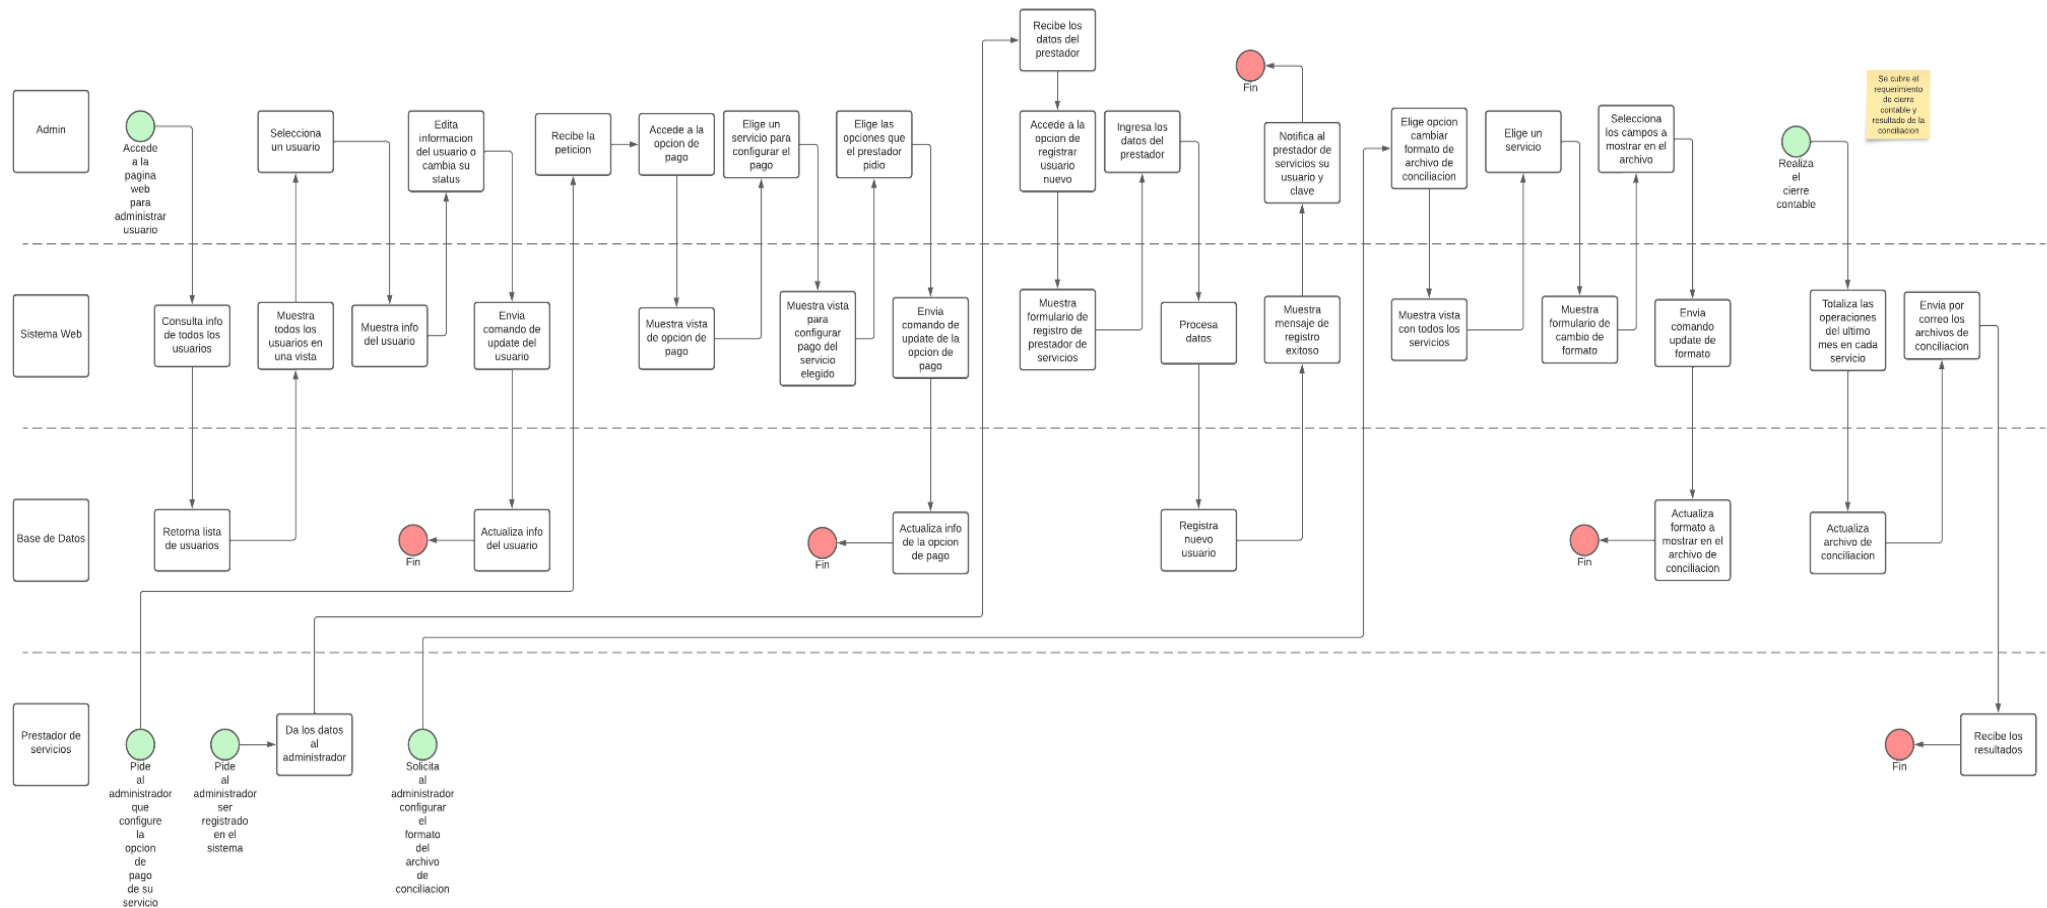 Recibe los
datos del
prestador
Fin
Se cubre el
requerimiento
de cierre
contable y
resultado de la
conciliacion
Admin
Accede
a la
pagina
web
para
administrar
usuario
Selecciona
un usuario
Edita
informacion
del usuario o
cambia su
status
Recibe la
peticion
Accede a la
opcion de
pago
Elige un
servicio para
configurar el
pago
Elige las
opciones que
el prestador
pidio
Accede a la
opcion de
registrar
usuario
nuevo
Ingresa los
datos del
prestador
Notifica al
prestador de
servicios su
usuario y
clave
Elige opcion
cambiar
formato de
archivo de
conciliacion
Elige un
servicio
Selecciona
los campos a
mostrar en el
archivo
Realiza
el
cierre
contable
Sistema Web
Consulta info
de todos los
usuarios
Muestra
todos los
usuarios en
una vista
Muestra info
del usuario
Envia
comando de
update del
usuario
Muestra vista
de opcion de
pago
Muestra vista
para
configurar
pago del
servicio
elegido
Envia
comando de
update de la
opcion de
pago
Muestra
formulario de
registro de
prestador de
servicios
Procesa
datos
Muestra
mensaje de
registro
exitoso
Muestra vista
con todos los
servicios
Muestra
formulario de
cambio de
formato
Envia
comando
update de
formato
Totaliza las
operaciones
del ultimo
mes en cada
servicio
Envia por
correo los
archivos de
conciliacion
Base de Datos
Retorna lista
de usuarios
Fin
Actualiza info
del usuario
Fin
Actualiza info
de la opcion
de pago
Registra
nuevo
usuario
Fin
Actualiza
formato a
mostrar en el
archivo de
conciliacion
Actualiza
archivo de
conciliacion
Prestador de
servicios
Pide
al
administrador
que
configure
la
opcion
de
pago
de su
servicio
Pide
al
administrador
ser
registrado
en el
sistema
Da los datos
al
administrador
Solicita
al
administrador
configurar
el
formato
del
archivo
de
conciliacion
Fin
Recibe los
resultados